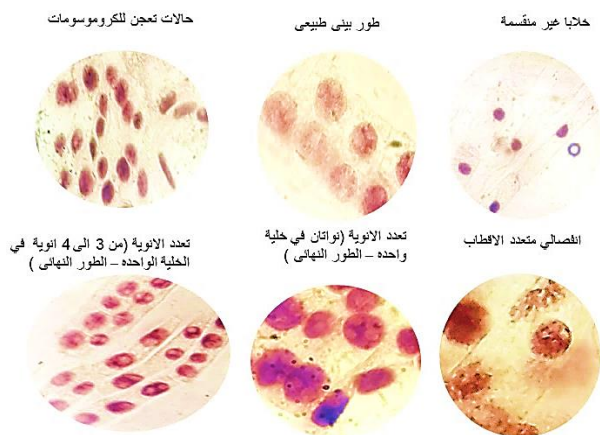 خلايا غير منقسمة
طور بينى طبيعى
حالات تعجن للكروموسومات
انفصالي متعدد الاقطاب
تعدد الانوية (نواتان في خلية
واحده – الطور النهائى )
تعدد الانوية (من 3 الى 4 انوية في
الخلية الواحده – الطور النهائى )